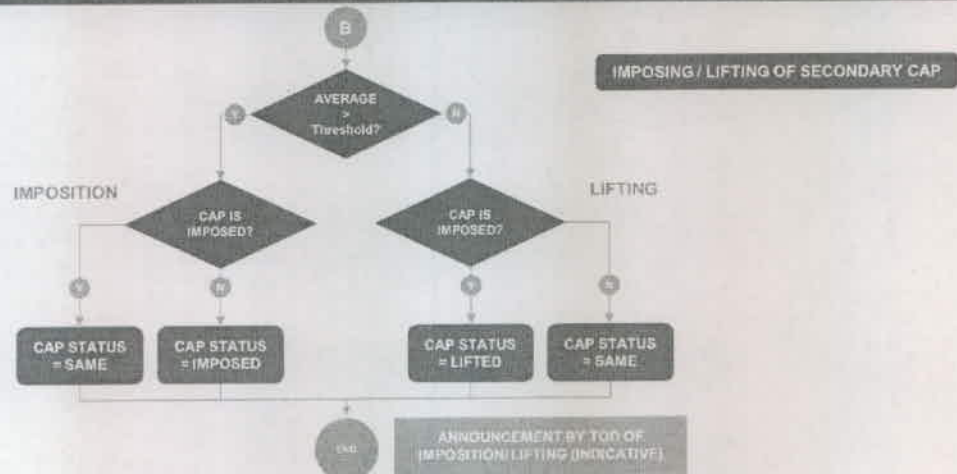 B
IMPOSING / LIFTING OF SECONDARY CAP
AVERAGE
>
Threshold?
Y
N
IMPOSITION
LIFTING
CAP IS
IMPOSED?
CAP IS
IMPOSED?
Y
N
Y
N
CAP STATUS
= SAME
CAP STATUS
= IMPOSED
CAP STATUS
= LIFTED
CAP STATUS
= SAME
END
ANNOUNCEMENT BY TOD OF
IMPOSITION/ LIFTING (INDICATIVE)